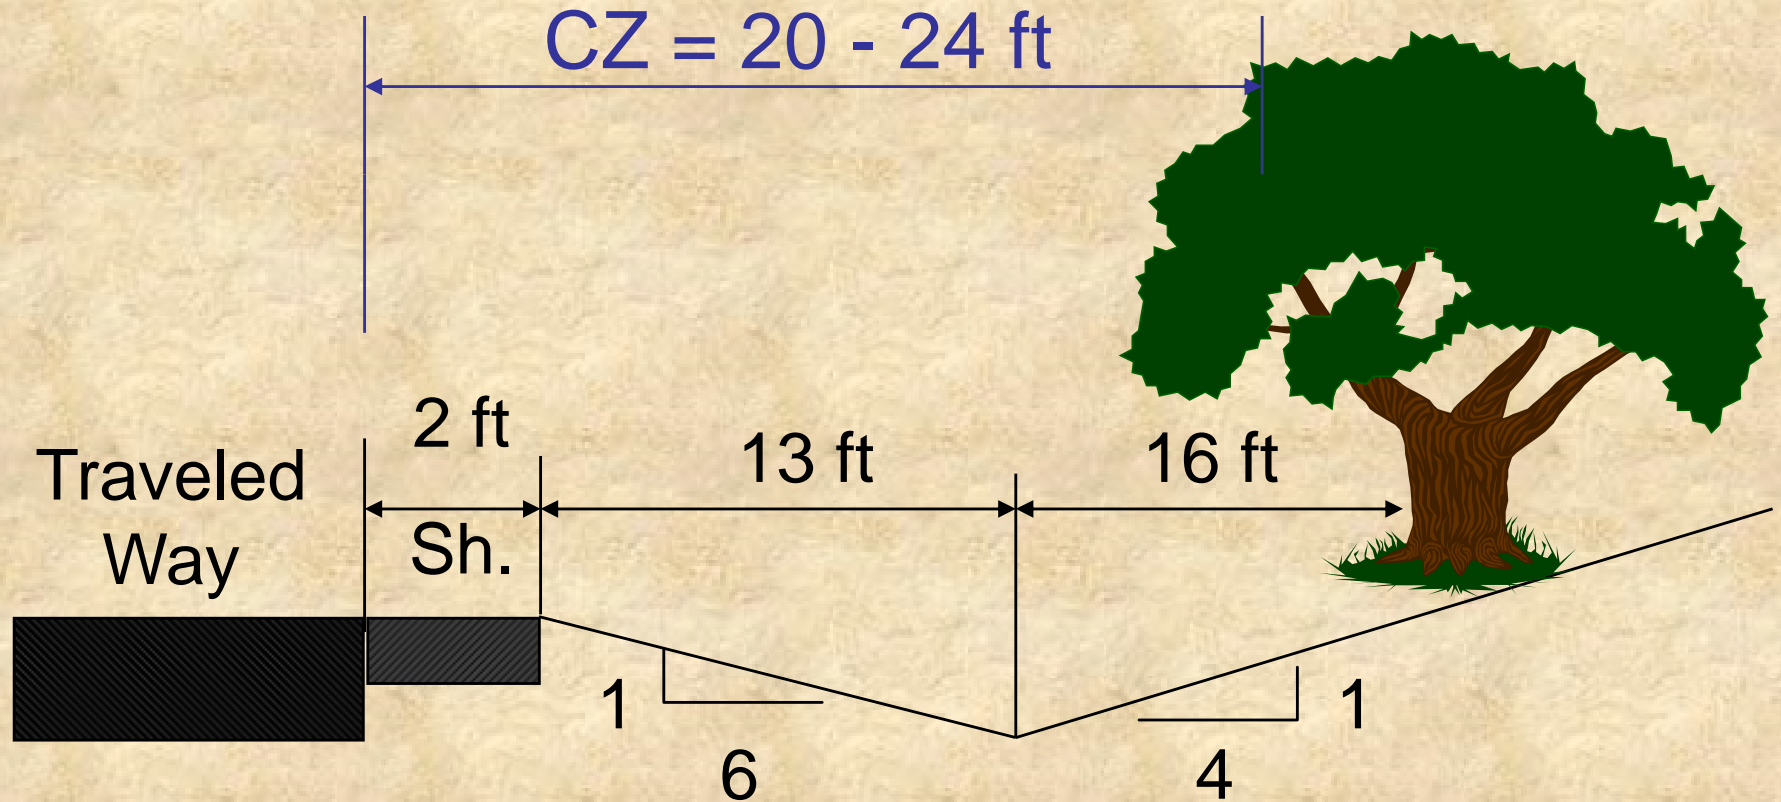 CZ = 20 - 24 ft
2 ft
13 ft
16 ft
Traveled
Way
Sh.
1
6
1
4